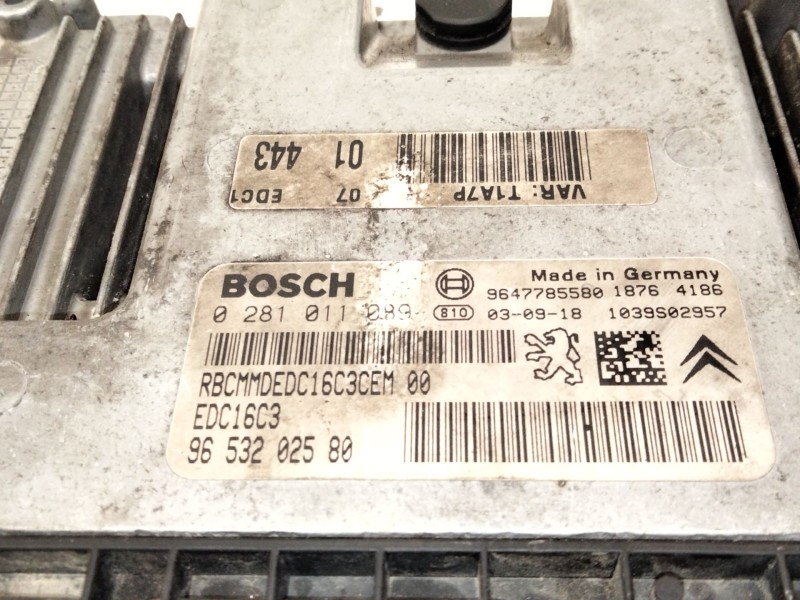 01 443
VAR: T1A7P 07 EDC1
BOSCH
Made in Germany
9647785580 1876 4186
0 281 011 089 810 03-09-18 1039S02957
RBCMMDEDC16C3CEM 00
EDC16C3
96 532 025 80